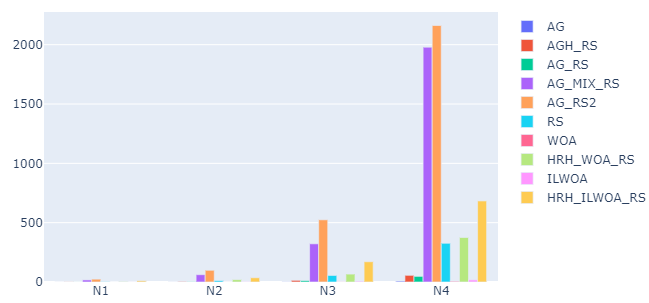 2000
1500
1000
500
0
N1
N2
N3
N4
AG
AGH_RS
AG_RS
AG_MIX_RS
AG_RS2
RS
WOA
HRH_WOA_RS
ILWOA
HRH_ILWOA_RS